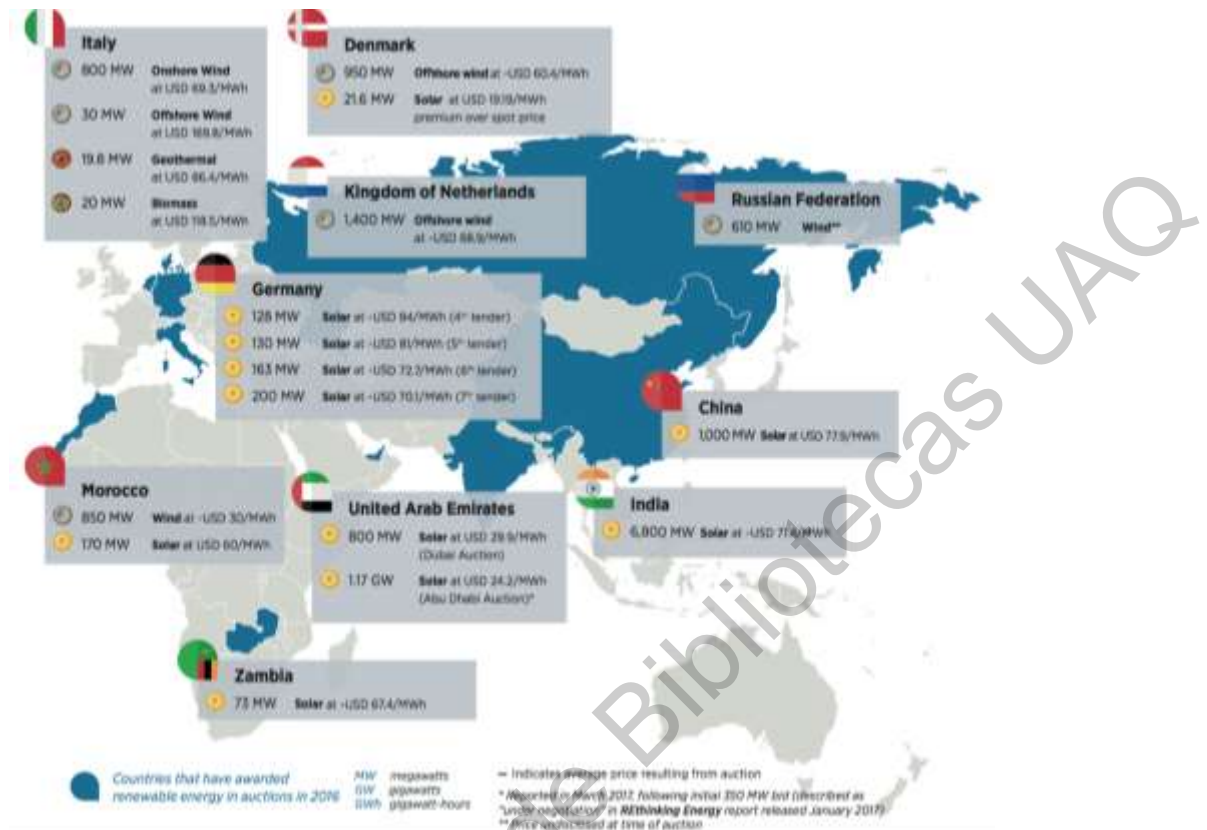 Italy
800 MW Onshore Wind
at USD 69.3/MWh
30 MW Offshore Wind
at USD /MWh
19.8 MW Geothermal
at USD 86.4/MWh
20 MW Biomass
at USD 118.5/MWh
Denmark
950 MW Offshore wind at ~USD 60.4/MWh
21.6 MW Solar at USD 19.19/MWh
premium over spot price
Kingdom of Netherlands
1,400 MW Offshore wind
at ~USD /MWh
Russian Federation
610 MW Wind**
Germany
128 MW Solar at ~USD 84/MWh (4th tender)
130 MW Solar at ~USD 81/MWh (5th tender)
163 MW Solar at ~USD /MWh (6th tender)
200 MW Solar at ~USD 70.1/MWh (7th tender)
China
1,000 MW Solar at USD 77.9/MWh
Morocco
850 MW Wind at ~USD 30/MWh
170 MW Solar at USD 60/MWh
United Arab Emirates
800 MW Solar at USD 29.9/MWh
(Dubai Auction)
1.17 GW Solar at USD 24.2/MWh
(Abu Dhabi Auction)*
India
6,800 MW Solar at ~USD /MWh
Zambia
73 MW Solar at ~USD 67.4/MWh
Countries that have awarded
renewable energy in auctions in 2016
MW megawatts
GW gigawatts
GWh gigawatt-hours
~ Indicates average price resulting from auction
* Reported in March 2017, following initial 350 MW bid (described as
"under negotiation" in REthinking Energy report released January 2017)
** Price undisclosed at time of auction
de Bibliotecas UAQ